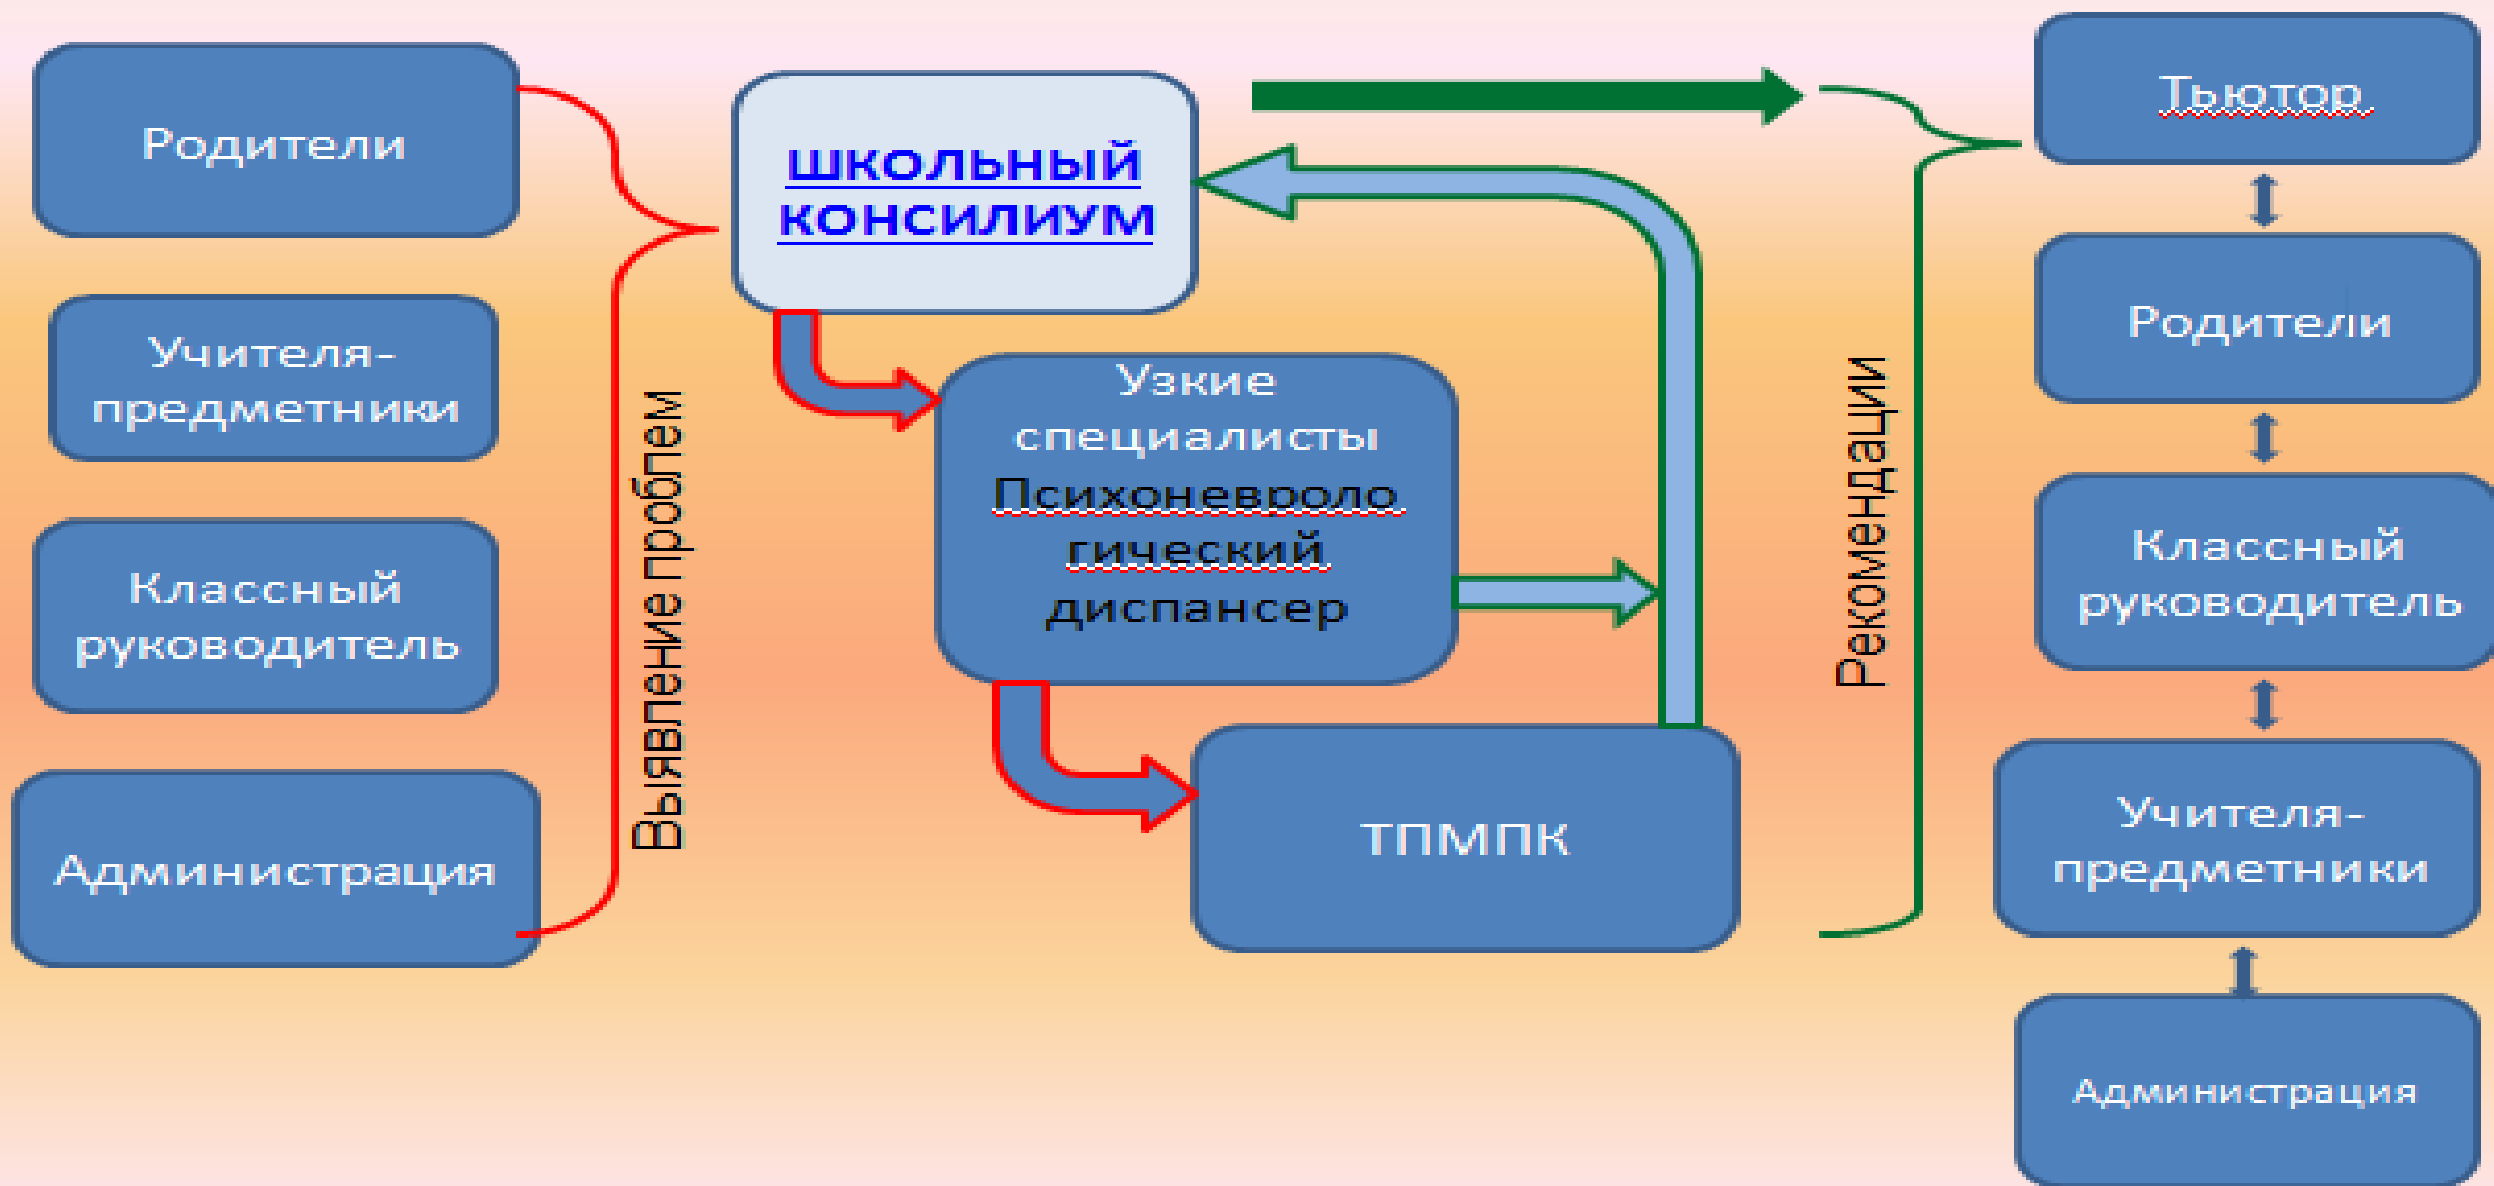 Родители
Учителя-
предметники
Классный
руководитель
Администрация
Выявление проблем
ШКОЛЬНЫЙ
КОНСИЛИУМ
Узкие
специалисты
Психоневроло
гический
диспансер
ТПМПК
Рекомендации
Тьютор
Родители
Классный
руководитель
Учителя-
предметники
Администрация